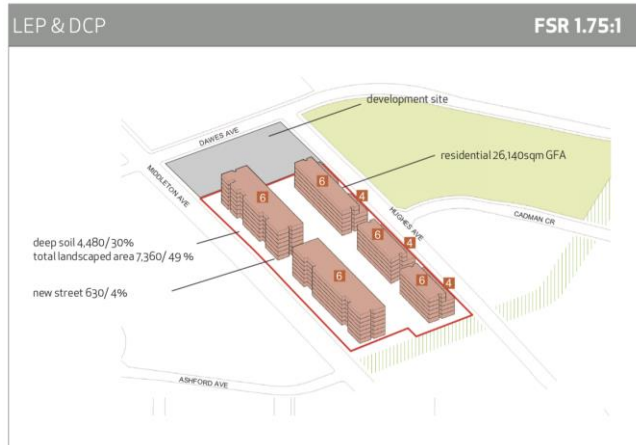 LEP & DCP
FSR 1.75:1
development site
DAWES AVE
residential 26,140sqm GFA
MIDDLETON AVE
6
6
4
HUGHES AVE
CADMAN CR
6
4
deep soil 4,480/30%
total landscaped area 7,360/ 49 %
new street 630/ 4%
6
6
4
ASHFORD AVE